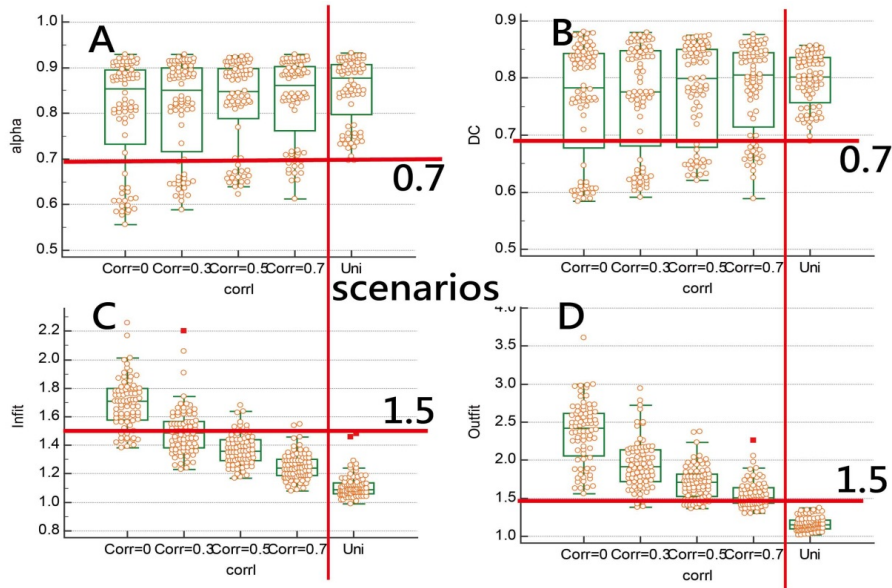 A
1.0
0.9
0.8
0.7
0.6
0.5
alpha
0.7
Corr=0 Corr=0.3 Corr=0.5 Corr=0.7 Uni
corrl
B
0.9
0.8
0.7
0.6
0.5
DC
0.7
Corr=0 Corr=0.3 Corr=0.5 Corr=0.7 Uni
corrl
scenarios
C
2.2
2.0
1.8
1.6
1.4
1.2
1.0
0.8
Infit
1.5
Corr=0 Corr=0.3 Corr=0.5 Corr=0.7 Uni
corrl
D
4.0
3.5
3.0
2.5
2.0
1.5
1.0
Outfit
1.5
Corr=0 Corr=0.3 Corr=0.5 Corr=0.7 Uni
corrl